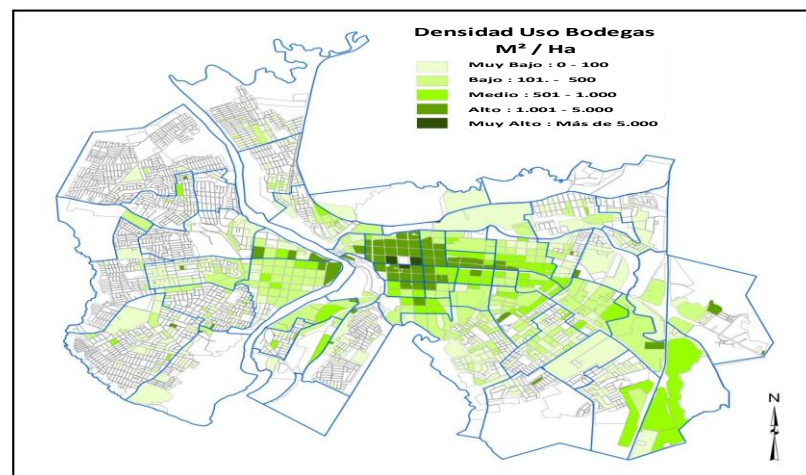 Densidad Uso Bodegas
M² / Ha
Muy Bajo : 0 - 100
Bajo : 101. - 500
Medio : 501 - 1.000
Alto : 1.001 - 5.000
Muy Alto : Más de 5.000
N